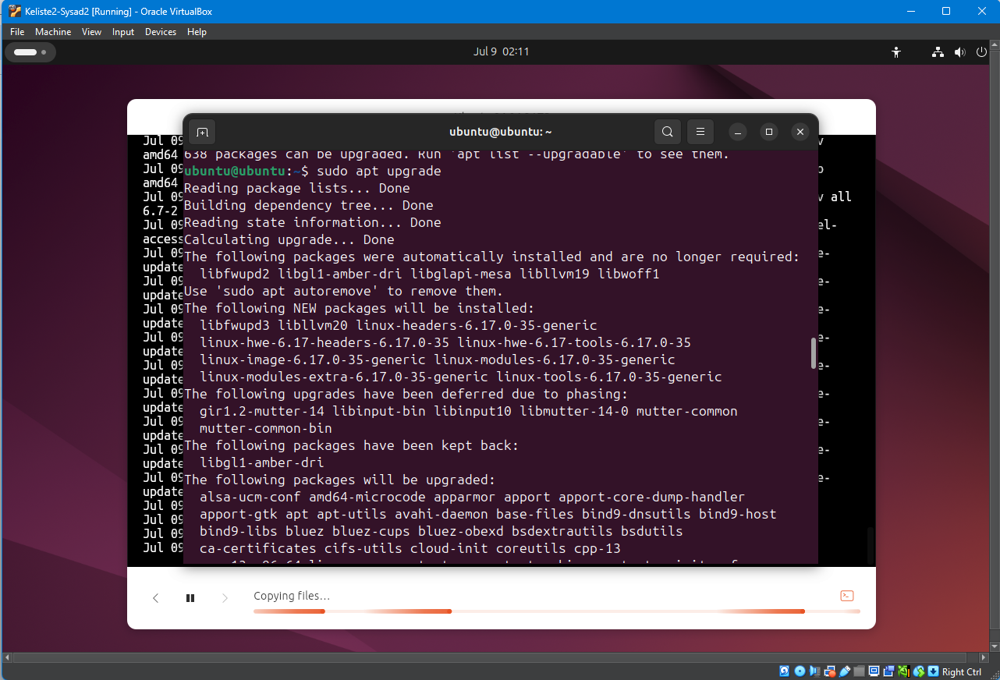 Keliste2-Sysad2 [Running] - Oracle VirtualBox
File Machine View Input Devices Help
Jul 9 02:11
ubuntu@ubuntu: ~
638 packages can be upgraded. Run 'apt list --upgradable' to see them.
ubuntu@ubuntu:~$ sudo apt upgrade
Reading package lists... Done
Building dependency tree... Done
Reading state information... Done
Calculating upgrade... Done
The following packages were automatically installed and are no longer required:
libfwupd2 libgl1-amber-dri libglapi-mesa libllvm19 libwoff1
Use 'sudo apt autoremove' to remove them.
The following NEW packages will be installed:
libfwupd3 libllvm20 linux-headers-6.17.0-35-generic
linux-hwe-6.17-headers-6.17.0-35 linux-hwe-6.17-tools-6.17.0-35
linux-image-6.17.0-35-generic linux-modules-6.17.0-35-generic
linux-modules-extra-6.17.0-35-generic linux-tools-6.17.0-35-generic
The following upgrades have been deferred due to phasing:
gir1.2-mutter-14 libinput-bin libinput10 libmutter-14-0 mutter-common
mutter-common-bin
The following packages have been kept back:
libgl1-amber-dri
The following packages will be upgraded:
alsa-ucm-conf amd64-microcode apparmor apport apport-core-dump-handler
apport-gtk apt apt-utils avahi-daemon base-files bind9-dnsutils bind9-host
bind9-libs bluez bluez-cups bluez-obexd bsdextrautils bsdutils
ca-certificates cifs-utils cloud-init coreutils cpp-13
Jul 09
amd64
Jul 09
amd64
Jul 09 v all
6.7-2
Jul 09 el-
access
Jul 09 e-
update
Jul 09 e-
update
Jul 09
update
Jul 09 e-
update
Jul 09 e-
update
Jul 09 e-
update
Jul 09 e-
update
Jul 09 e-
update
Jul 09 e-
update
Jul 09
Jul 09
Jul 09
Copying files...
Right Ctrl